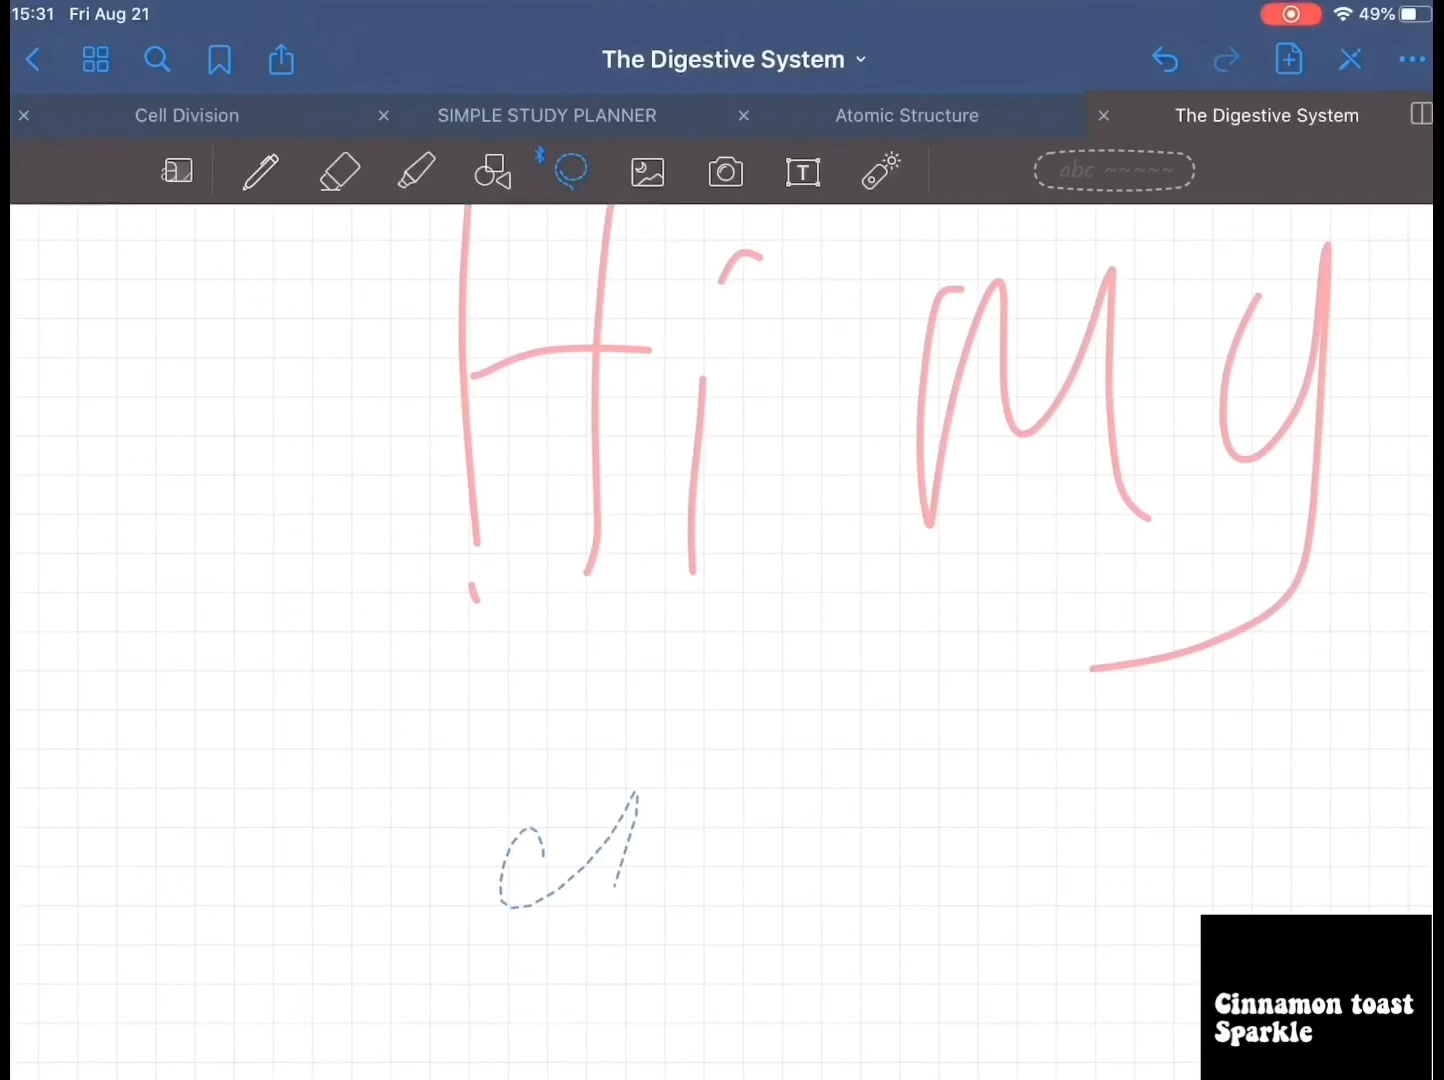 15:31 Fri Aug 21 49%
The Digestive System
Cell Division SIMPLE STUDY PLANNER Atomic Structure The Digestive System
T abc
Hi my
Cinnamon toast
Sparkle